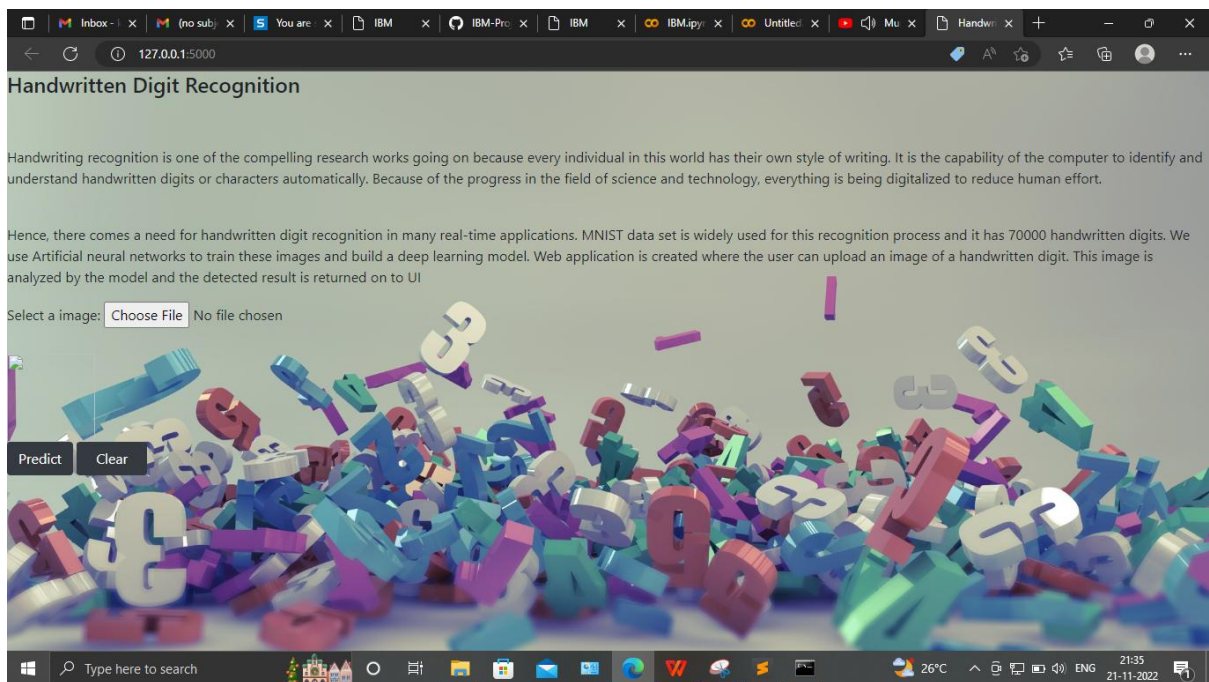 Inbox -
(no subj
You are
IBM
IBM-Pro
IBM
IBM.ipyn
Untitled
Mu
Handwri
127.0.0.1:5000
Handwritten Digit Recognition
Handwriting recognition is one of the compelling research works going on because every individual in this world has their own style of writing. It is the capability of the computer to identify and
understand handwritten digits or characters automatically. Because of the progress in the field of science and technology, everything is being digitalized to reduce human effort.
Hence, there comes a need for handwritten digit recognition in many real-time applications. MNIST data set is widely used for this recognition process and it has 70000 handwritten digits. We
use Artificial neural networks to train these images and build a deep learning model. Web application is created where the user can upload an image of a handwritten digit. This image is
analyzed by the model and the detected result is returned on to UI
Select a image: Choose File No file chosen
Predict Clear
Type here to search
26°C ENG 21:35
21-11-2022